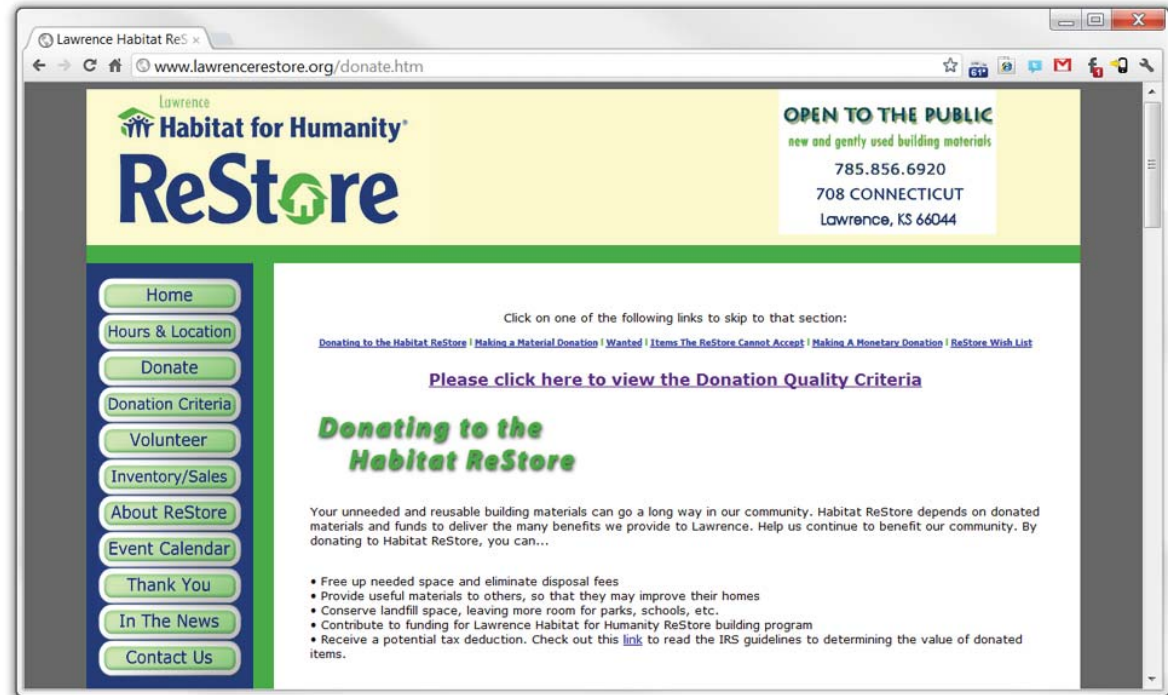 Lawrence Habitat ReS
www.lawrencerestore.org/donate.htm
61°
1
Lawrence
Habitat for Humanity®
ReStore
OPEN TO THE PUBLIC
new and gently used building materials
785.856.6920
708 CONNECTICUT
Lawrence, KS 66044
Home
Hours & Location
Donate
Donation Criteria
Volunteer
Inventory/Sales
About ReStore
Event Calendar
Thank You
In The News
Contact Us
Click on one of the following links to skip to that section:
Donating to the Habitat ReStore | Making a Material Donation | Wanted | Items The ReStore Cannot Accept | Making A Monetary Donation | ReStore Wish List
Please click here to view the Donation Quality Criteria
Donating to the
Habitat ReStore
Your unneeded and reusable building materials can go a long way in our community. Habitat ReStore depends on donated
materials and funds to deliver the many benefits we provide to Lawrence. Help us continue to benefit our community. By
donating to Habitat ReStore, you can...
• Free up needed space and eliminate disposal fees
• Provide useful materials to others, so that they may improve their homes
• Conserve landfill space, leaving more room for parks, schools, etc.
• Contribute to funding for Lawrence Habitat for Humanity ReStore building program
• Receive a potential tax deduction. Check out this link to read the IRS guidelines to determining the value of donated
items.